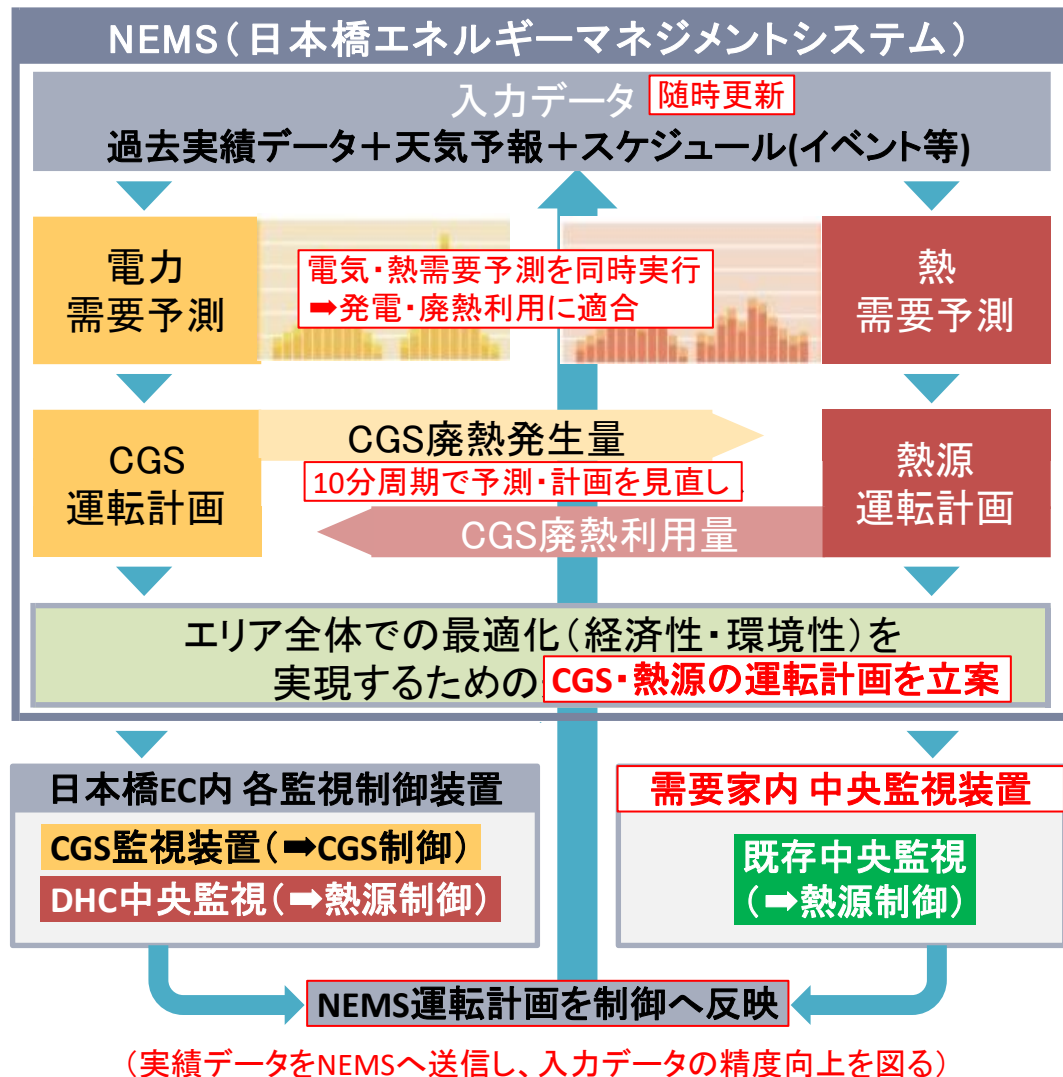 NEMS(日本橋エネルギーマネジメントシステム)
入力データ 随時更新
過去実績データ+天気予報+スケジュール(イベント等)
電力
需要予測
電気・熱需要予測を同時実行
➡発電・廃熱利用に適合
熱
需要予測
CGS
運転計画
CGS廃熱発生量
10分周期で予測・計画を見直し
CGS廃熱利用量
熱源
運転計画
エリア全体での最適化(経済性・環境性)を
実現するための CGS・熱源の運転計画を立案
日本橋EC内 各監視制御装置
CGS監視装置(➡CGS制御)
DHC中央監視(➡熱源制御)
需要家内 中央監視装置
既存中央監視
(➡熱源制御)
NEMS運転計画を制御へ反映
(実績データをNEMSへ送信し、入力データの精度向上を図る)